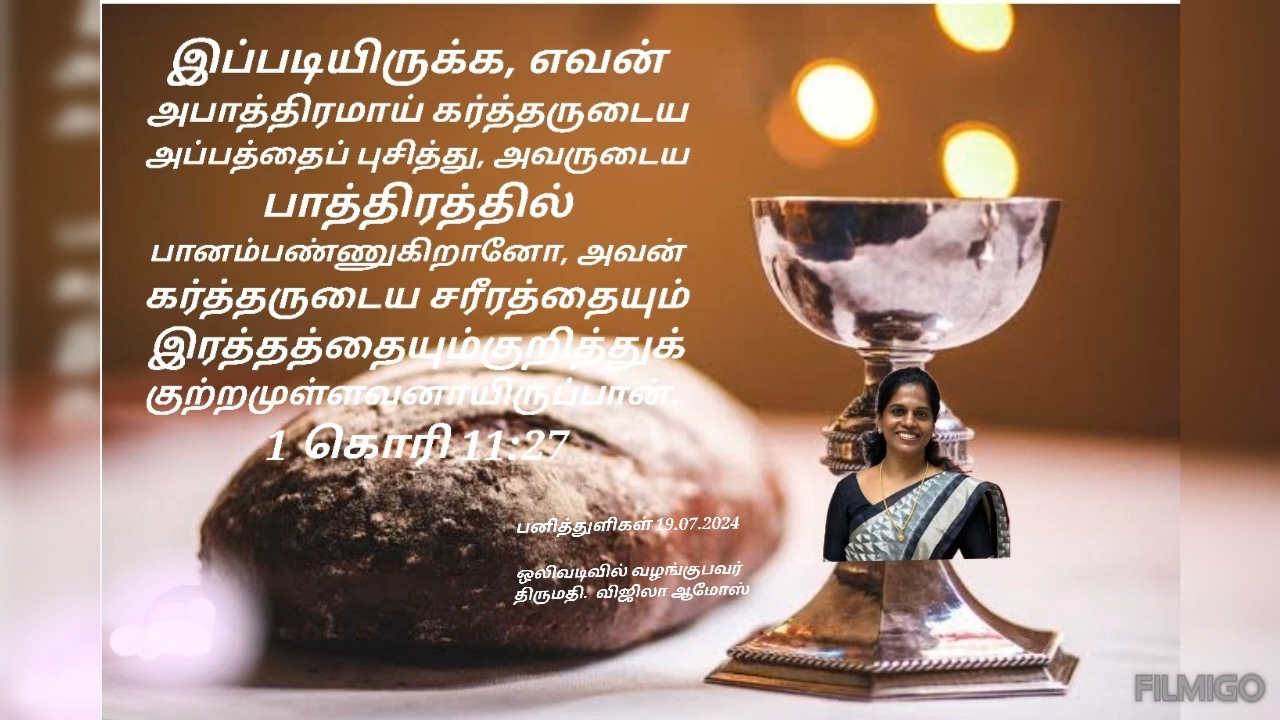 இப்படியிருக்க, எவன்
அபாத்திரமாய் கர்த்தருடைய
அப்பத்தைப் புசித்து, அவருடைய
பாத்திரத்தில்
பானம்பண்ணுகிறானோ, அவன்
கர்த்தருடைய சரீரத்தையும்
இரத்தத்தையும்குறித்துக்
குற்றமுள்ளவனாயிருப்பான்.
1 கொரி 11:27
பனித்துளிகள் 19.07.2024
ஒலிவடிவில் வழங்குபவர்
திருமதி. விஜிலா ஆமோஸ்
FILMIGO